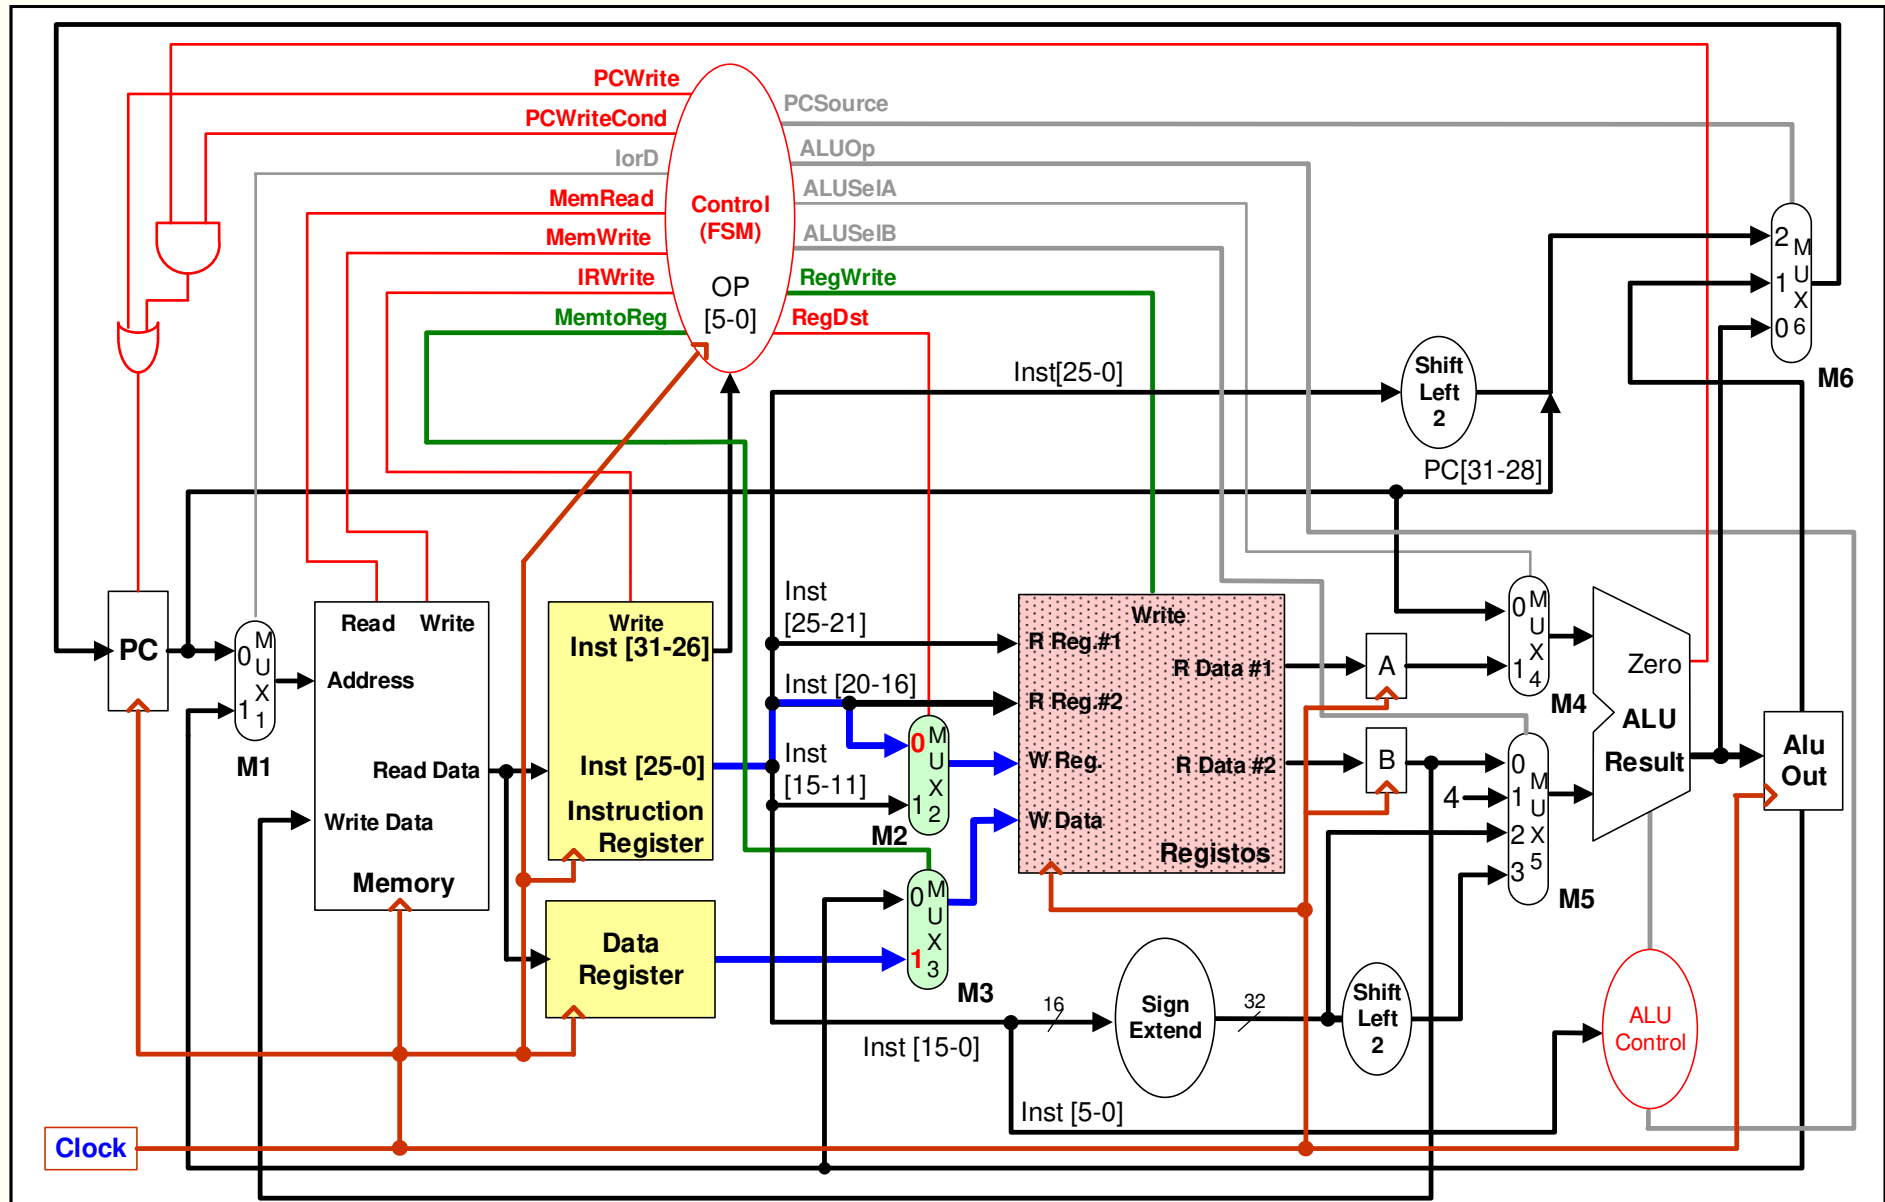 PCWrite
PCWriteCond
IorD
MemRead
MemWrite
IRWrite
MemtoReg
Control
(FSM)
OP
[5-0]
PCSource
ALUOp
ALUSelA
ALUSelB
RegWrite
RegDst
2
1
0
M
U
X
6
M6
Inst[25-0]
Shift
Left
2
PC[31-28]
PC
0
1
M
U
X
1
M1
Read Write
Address
Read Data
Write Data
Memory
Write
Inst [31-26]
Inst [25-0]
Instruction
Register
Data
Register
Inst
[25-21]
Inst [20-16]
Inst
[15-11]
0
1
M
U
X
2
M2
0
1
M
U
X
3
M3
Write
R Reg.#1
R Data #1
R Reg.#2
W Reg.
R Data #2
W Data
Registos
A
B
4
0
1
M
U
X
4
M4
0
1
2
3
M
U
X
5
M5
Zero
ALU
Result
Alu
Out
Inst [15-0]
16
Sign
Extend
32
Shift
Left
2
ALU
Control
Inst [5-0]
Clock